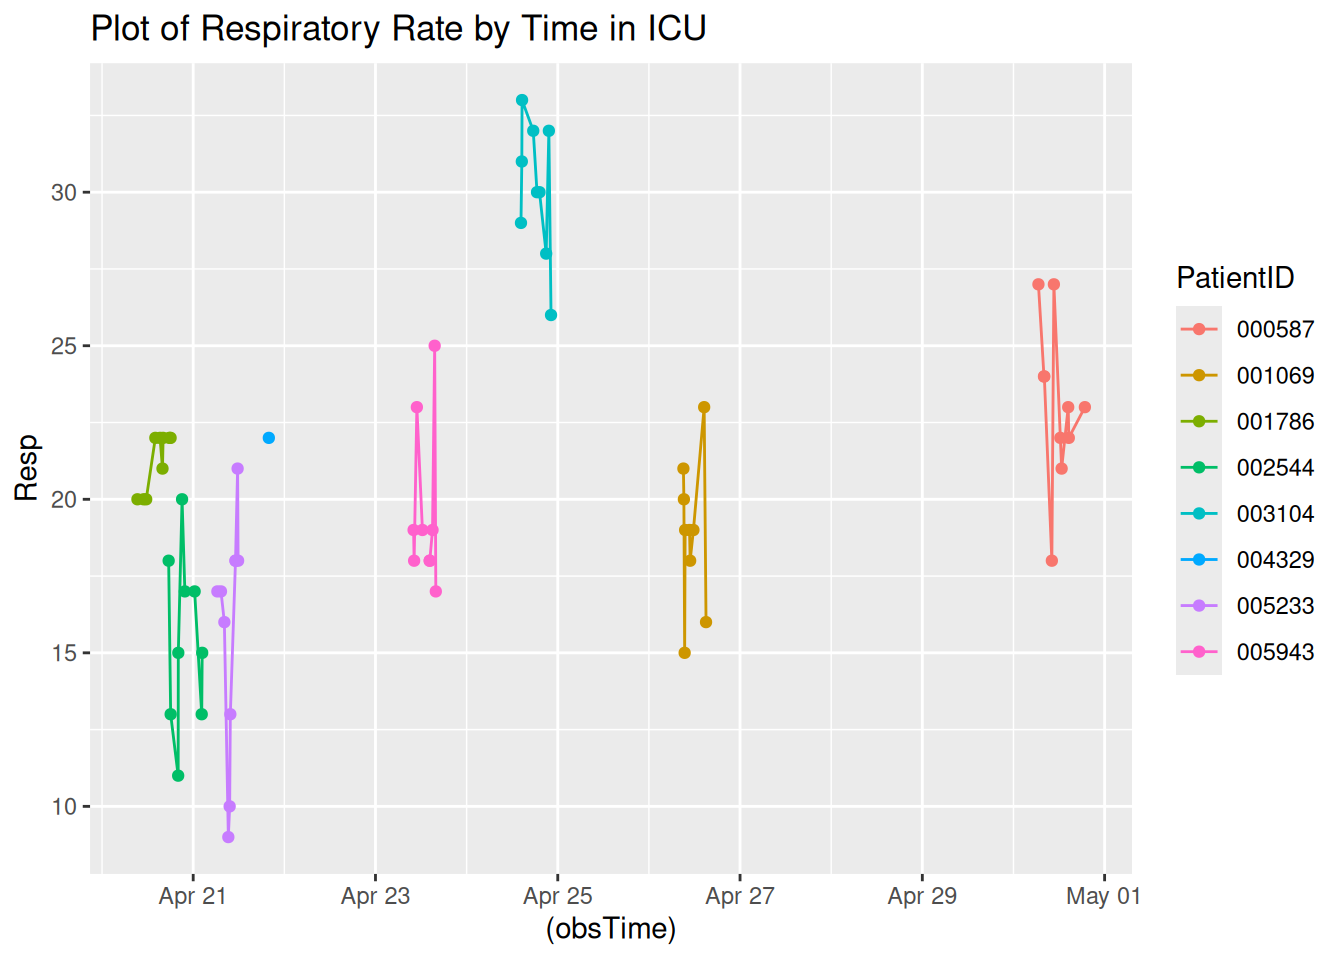 Plot of Respiratory Rate by Time in ICU
Resp
30
25
20
15
10
Apr 21
Apr 23
Apr 25
Apr 27
Apr 29
May 01
(obsTime)
PatientID
000587
001069
001786
002544
003104
004329
005233
005943